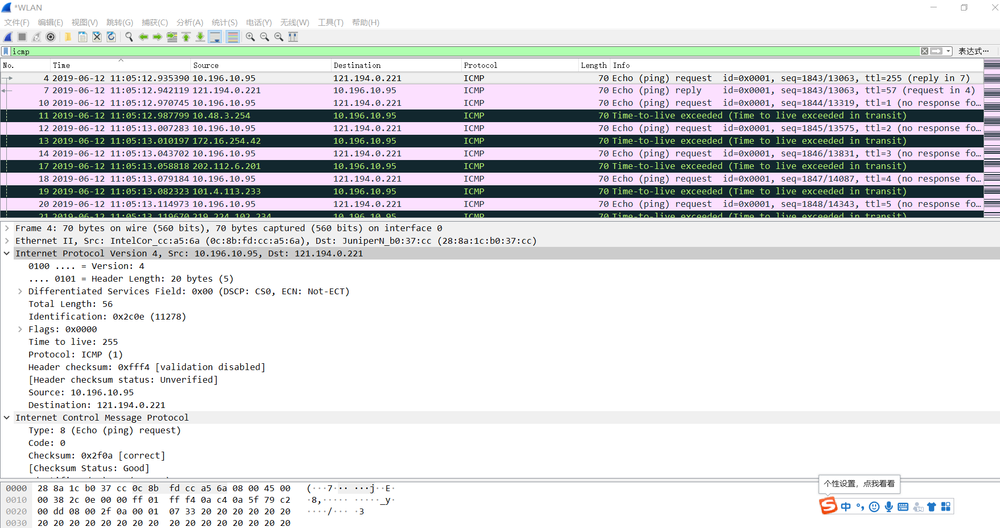 *WLAN
文件(F) 编辑(E) 视图(V) 跳转(G) 捕获(C) 分析(A) 统计(S) 电话(Y) 无线(W) 工具(T) 帮助(H)
icmp 表达式…
No. Time Source Destination Protocol Length Info
4 2019-06-12 11:05:12.935390 10.196.10.95 121.194.0.221 ICMP 70 Echo (ping) request id=0x0001, seq=1843/13063, ttl=255 (reply in 7)
7 2019-06-12 11:05:12.942119 121.194.0.221 10.196.10.95 ICMP 70 Echo (ping) reply id=0x0001, seq=1843/13063, ttl=57 (request in 4)
10 2019-06-12 11:05:12.970745 10.196.10.95 121.194.0.221 ICMP 70 Echo (ping) request id=0x0001, seq=1844/13319, ttl=1 (no response fo…
11 2019-06-12 11:05:12.987799 10.48.3.254 10.196.10.95 ICMP 70 Time-to-live exceeded (Time to live exceeded in transit)
12 2019-06-12 11:05:13.007283 10.196.10.95 121.194.0.221 ICMP 70 Echo (ping) request id=0x0001, seq=1845/13575, ttl=2 (no response fo…
13 2019-06-12 11:05:13.010197 172.16.254.42 10.196.10.95 ICMP 70 Time-to-live exceeded (Time to live exceeded in transit)
14 2019-06-12 11:05:13.043702 10.196.10.95 121.194.0.221 ICMP 70 Echo (ping) request id=0x0001, seq=1846/13831, ttl=3 (no response fo…
17 2019-06-12 11:05:13.058818 202.112.6.201 10.196.10.95 ICMP 70 Time-to-live exceeded (Time to live exceeded in transit)
18 2019-06-12 11:05:13.079184 10.196.10.95 121.194.0.221 ICMP 70 Echo (ping) request id=0x0001, seq=1847/14087, ttl=4 (no response fo…
19 2019-06-12 11:05:13.082323 101.4.113.233 10.196.10.95 ICMP 70 Time-to-live exceeded (Time to live exceeded in transit)
20 2019-06-12 11:05:13.114973 10.196.10.95 121.194.0.221 ICMP 70 Echo (ping) request id=0x0001, seq=1848/14343, ttl=5 (no response fo…
21 2019-06-12 11:05:13.119670 219.224.102.234 10.196.10.95 ICMP 70 Time-to-live exceeded (Time to live exceeded in transit)
Frame 4: 70 bytes on wire (560 bits), 70 bytes captured (560 bits) on interface 0
Ethernet II, Src: IntelCor_cc:a5:6a (0c:8b:fd:cc:a5:6a), Dst: JuniperN_b0:37:cc (28:8a:1c:b0:37:cc)
Internet Protocol Version 4, Src: 10.196.10.95, Dst: 121.194.0.221
0100 .... = Version: 4
.... 0101 = Header Length: 20 bytes (5)
Differentiated Services Field: 0x00 (DSCP: CS0, ECN: Not-ECT)
Total Length: 56
Identification: 0x2c0e (11278)
Flags: 0x0000
Time to live: 255
Protocol: ICMP (1)
Header checksum: 0xfff4 [validation disabled]
[Header checksum status: Unverified]
Source: 10.196.10.95
Destination: 121.194.0.221
Internet Control Message Protocol
Type: 8 (Echo (ping) request)
Code: 0
Checksum: 0x2f0a [correct]
[Checksum Status: Good]
0000 28 8a 1c b0 37 cc 0c 8b fd cc a5 6a 08 00 45 00 (···7··· ···j··E·
0010 00 38 2c 0e 00 00 ff 01 ff f4 0a c4 0a 5f 79 c2 ·8,····· ·····_y·
0020 00 dd 08 00 2f 0a 00 01 07 33 20 20 20 20 20 20 ····/··· ·3
0030 20 20 20 20 20 20 20 20 20 20 20 20 20 20 20 20
个性设置，点我看看
S 中